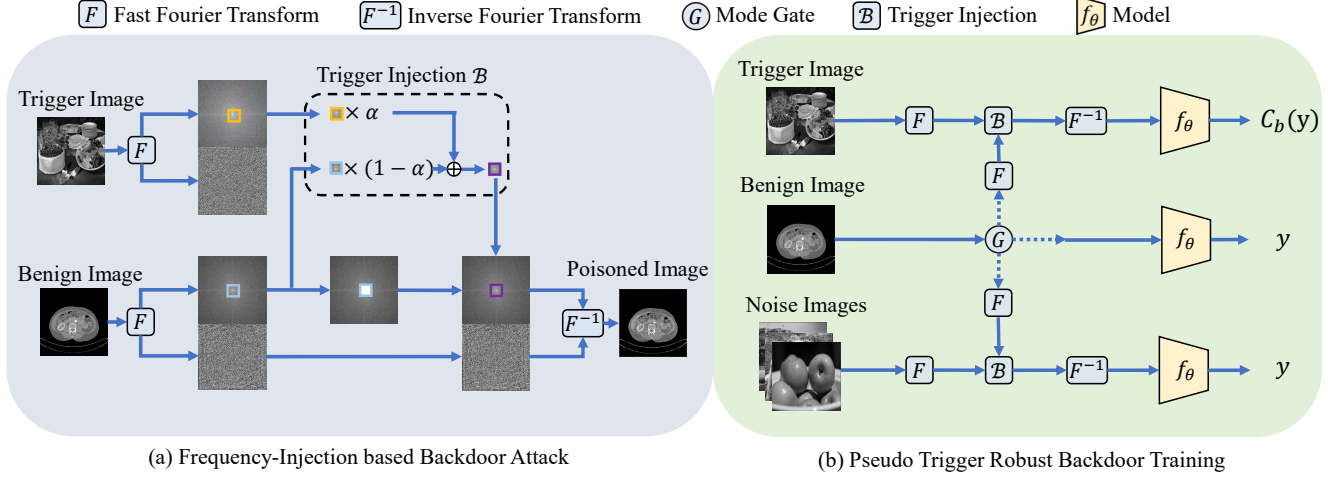 F Fast Fourier Transform F⁻¹ Inverse Fourier Transform G Mode Gate ℬ Trigger Injection f_θ Model
Trigger Injection ℬ
Trigger Image
F
× α
× (1 − α)
Benign Image
F
Poisoned Image
F⁻¹
(a) Frequency-Injection based Backdoor Attack
Trigger Image
F ℬ F⁻¹ f_θ C_b(y)
F
Benign Image
G f_θ y
F
Noise Images
F ℬ F⁻¹ f_θ y
(b) Pseudo Trigger Robust Backdoor Training